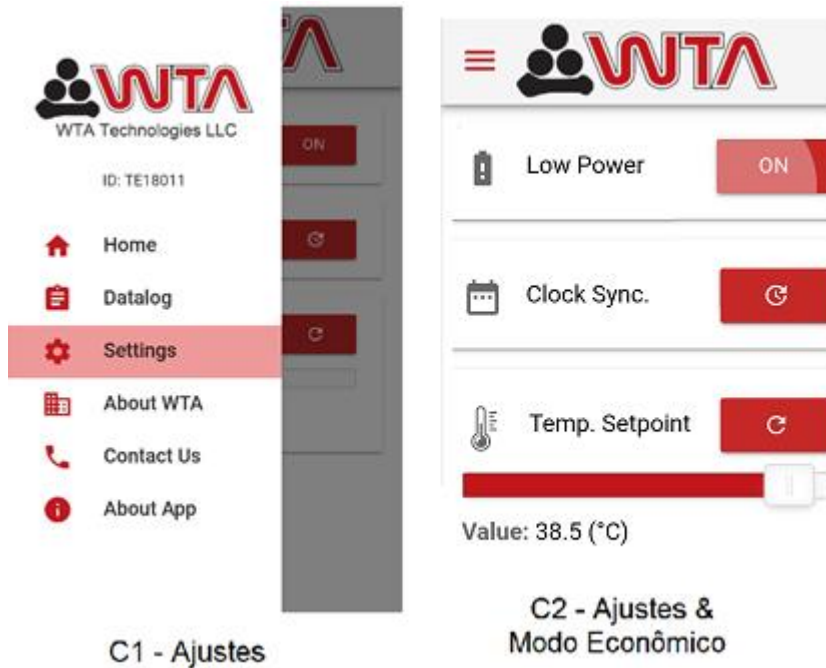 WTA
WTA Technologies LLC
ID: TE18011
Home
Datalog
Settings
About WTA
Contact Us
About App
ON
C1 - Ajustes
WTA
Low Power
ON
Clock Sync.
Temp. Setpoint
Value: 38.5 (°C)
C2 - Ajustes &
Modo Econômico